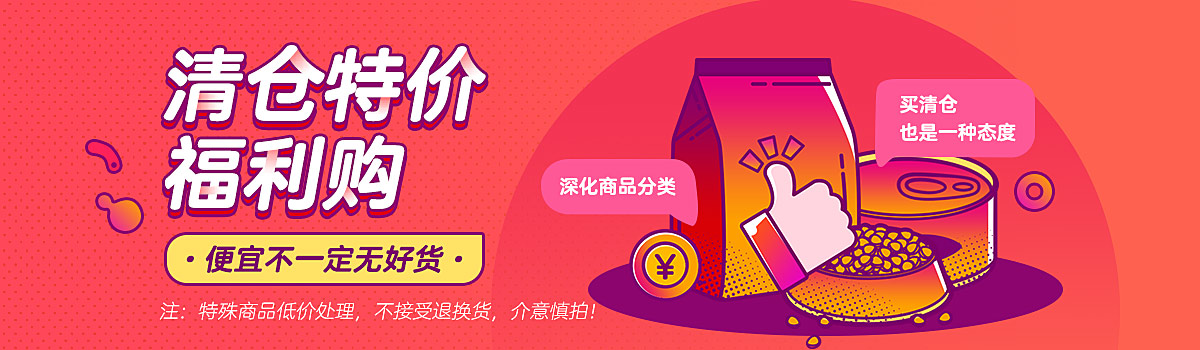 清仓特价
福利购
·便宜不一定无好货·
注：特殊商品低价处理，不接受退换货，介意慎拍！
深化商品分类
买清仓
也是一种态度
¥